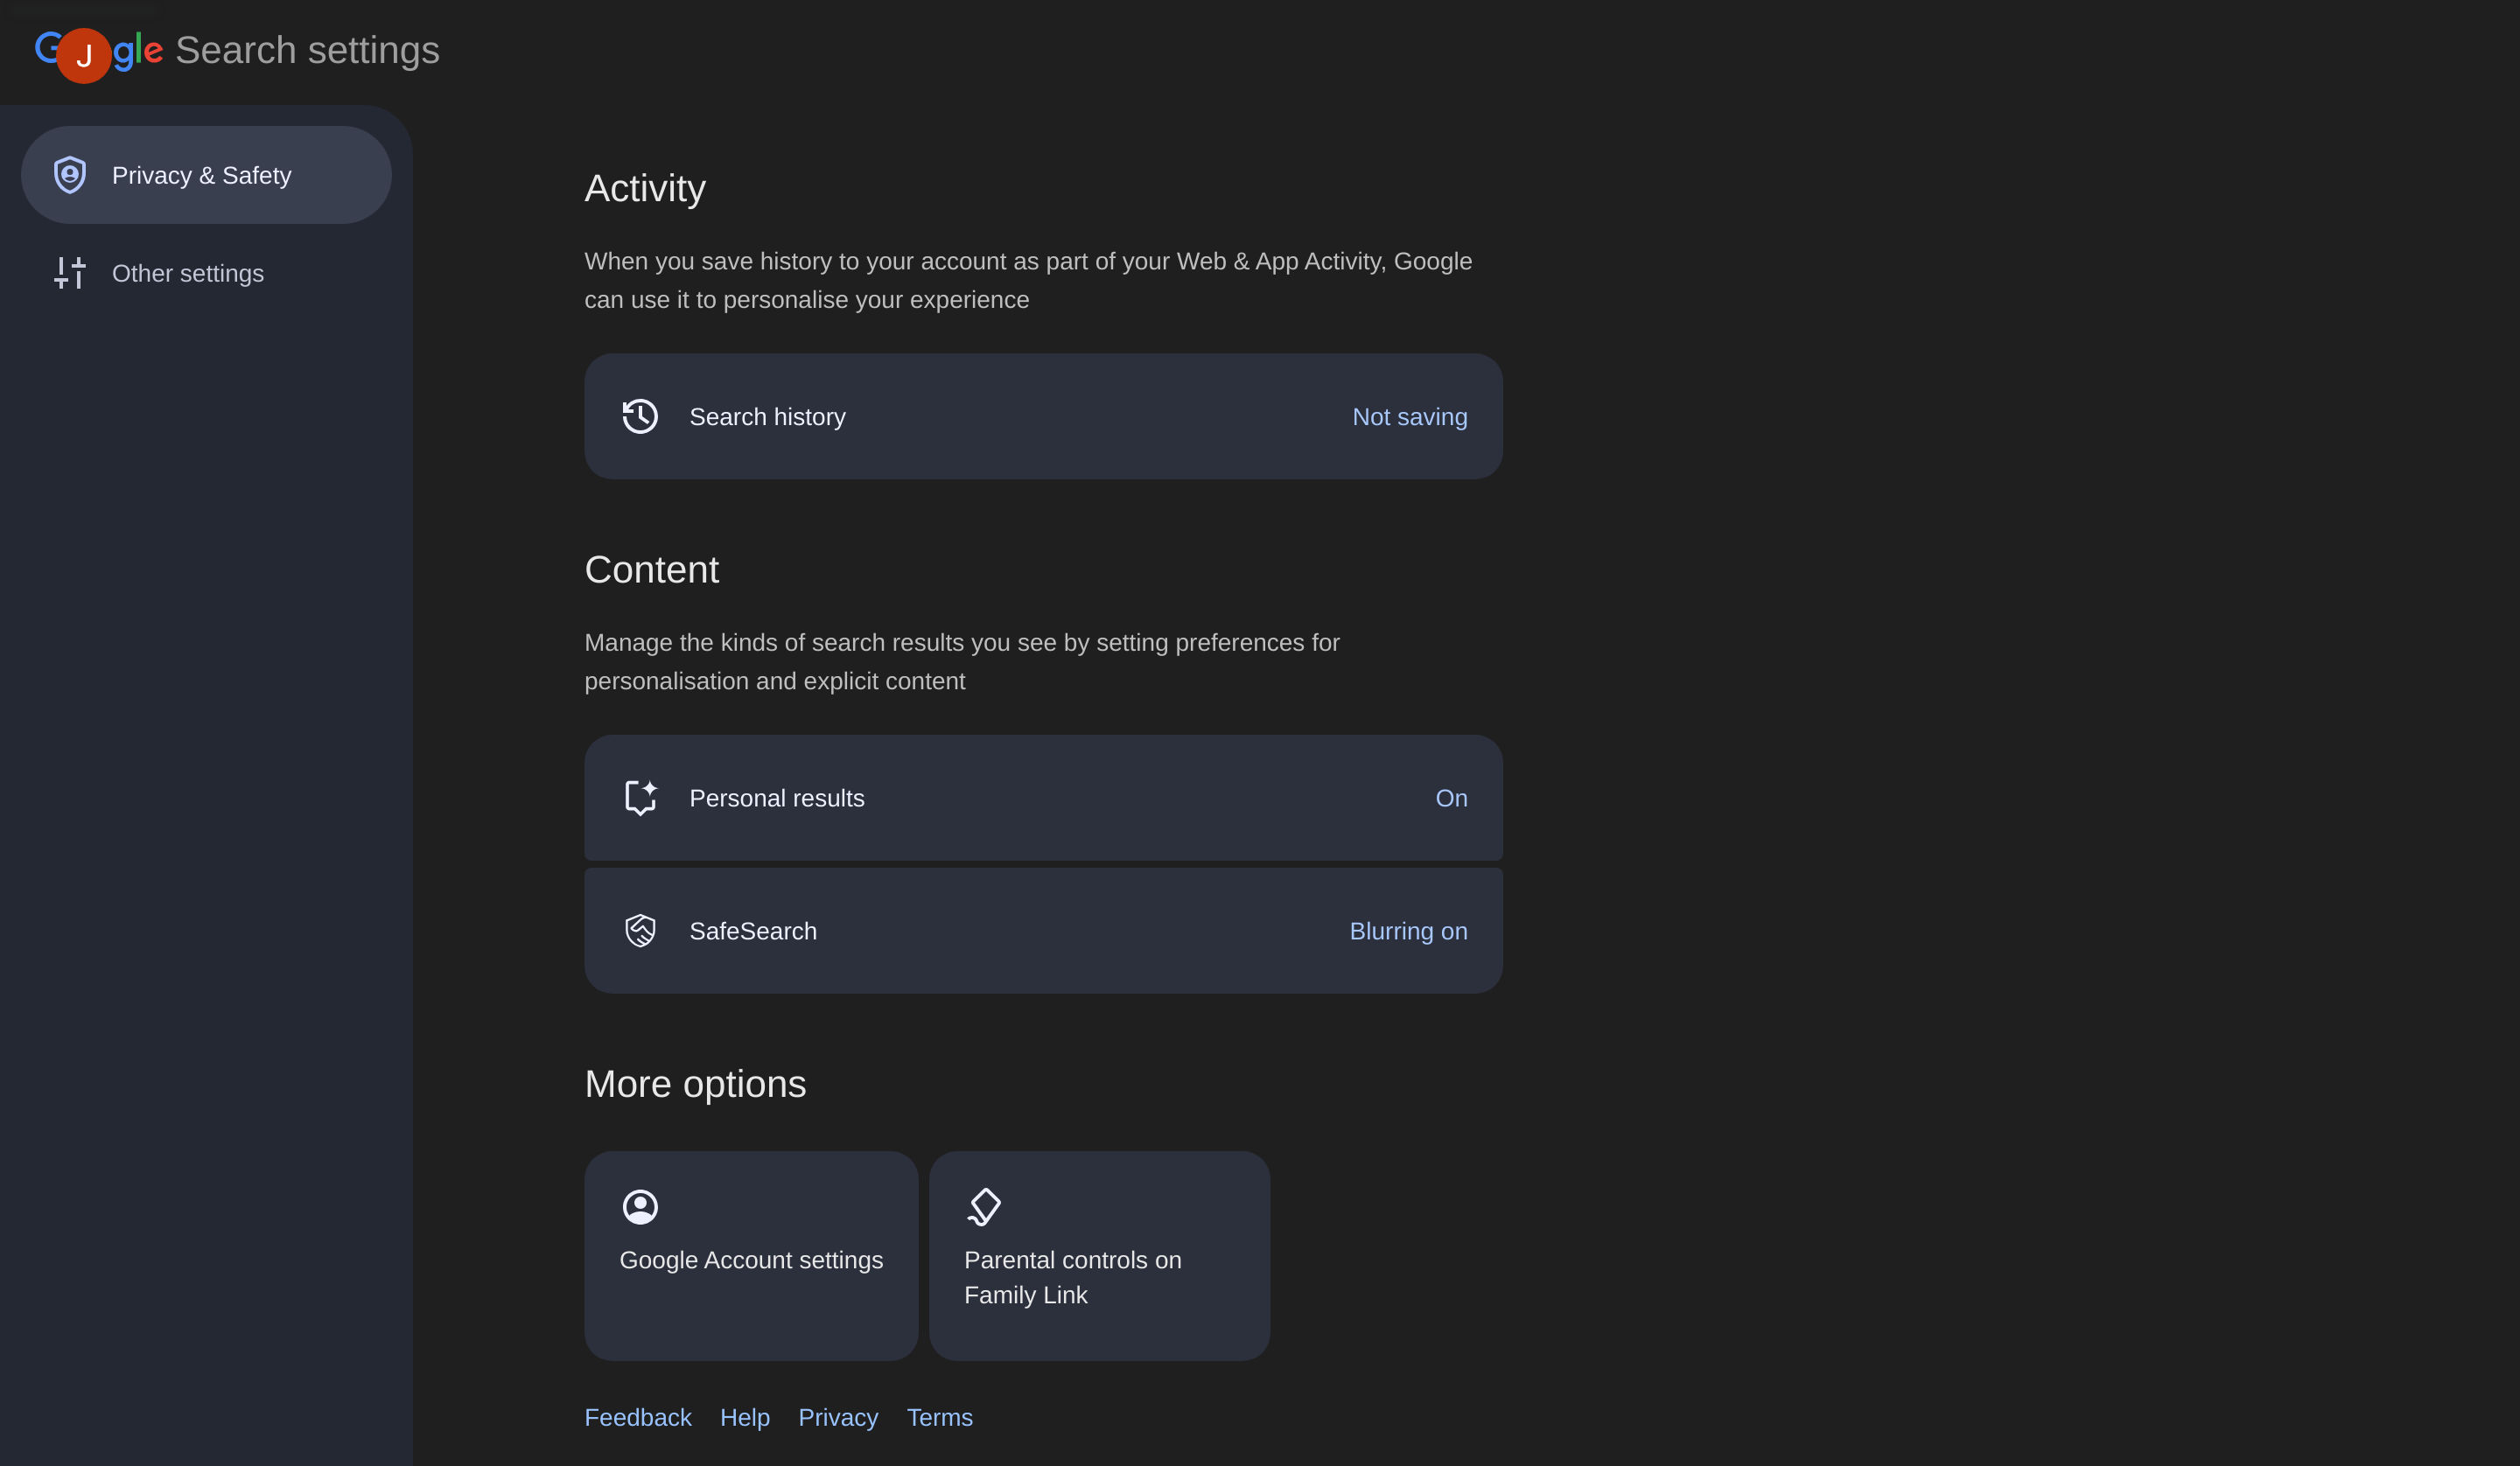 G J gle Search settings
Privacy & Safety
Other settings
Activity
When you save history to your account as part of your Web & App Activity, Google
can use it to personalise your experience
Search history Not saving
Content
Manage the kinds of search results you see by setting preferences for
personalisation and explicit content
Personal results On
SafeSearch Blurring on
More options
Google Account settings
Parental controls on
Family Link
Feedback Help Privacy Terms